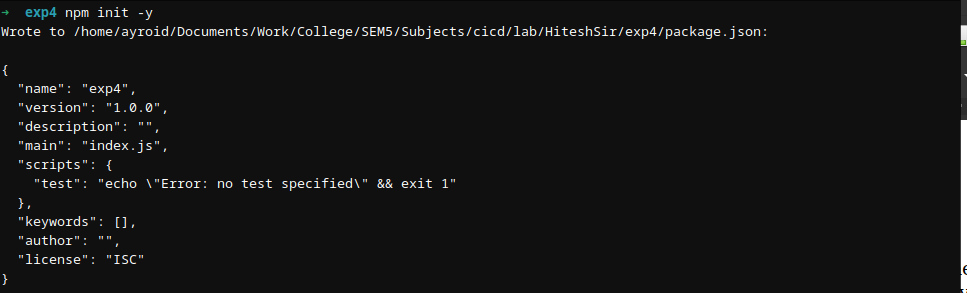 ➜ exp4 npm init -y
Wrote to /home/ayroid/Documents/Work/College/SEM5/Subjects/cicd/lab/HiteshSir/exp4/package.json:

{
  "name": "exp4",
  "version": "1.0.0",
  "description": "",
  "main": "index.js",
  "scripts": {
    "test": "echo \"Error: no test specified\" && exit 1"
  },
  "keywords": [],
  "author": "",
  "license": "ISC"
}